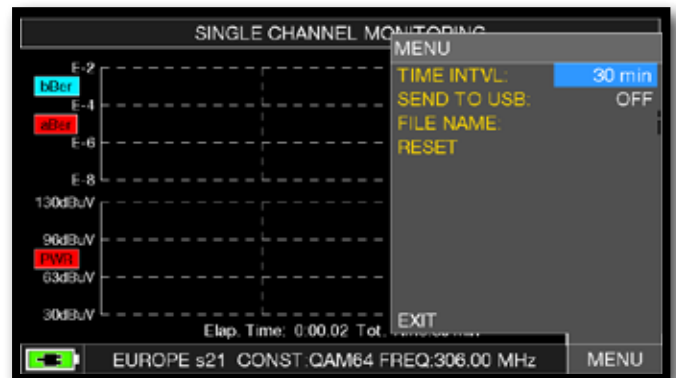 SINGLE CHANNEL MONITORING
MENU
TIME INTVL: 30 min
SEND TO USB: OFF
FILE NAME:
RESET
EXIT
E-2
bBer
E-4
aBer
E-6
E-8
130dBuV
96dBuV
PWR
63dBuV
30dBuV
Elap. Time: 0:00.02 Tot.
EUROPE s21 CONST:QAM64 FREQ:306.00 MHz MENU